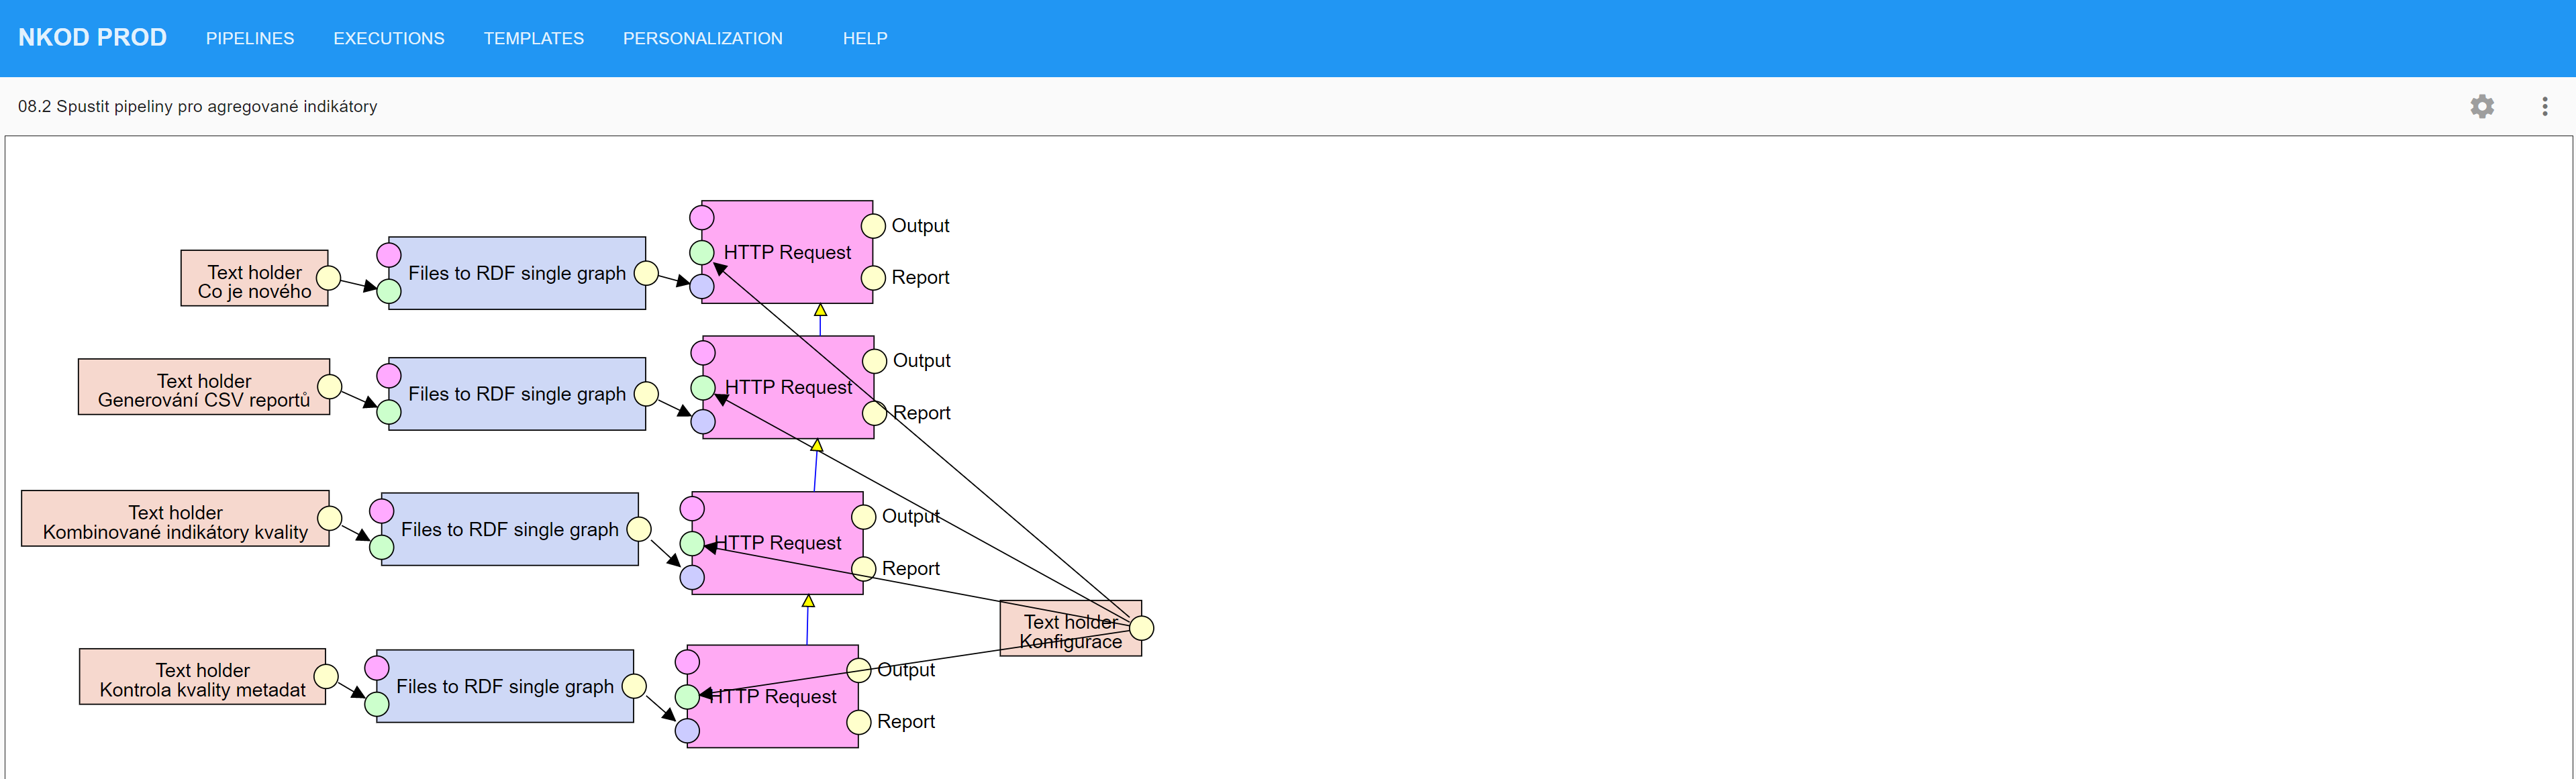 NKOD PROD PIPELINES EXECUTIONS TEMPLATES PERSONALIZATION HELP
08.2 Spustit pipeliny pro agregované indikátory
Text holder
Co je nového
Files to RDF single graph
HTTP Request
Output
Report
Text holder
Generování CSV reportů
Files to RDF single graph
HTTP Request
Output
Report
Text holder
Kombinované indikátory kvality
Files to RDF single graph
HTTP Request
Output
Report
Text holder
Konfigurace
Text holder
Kontrola kvality metadat
Files to RDF single graph
HTTP Request
Output
Report